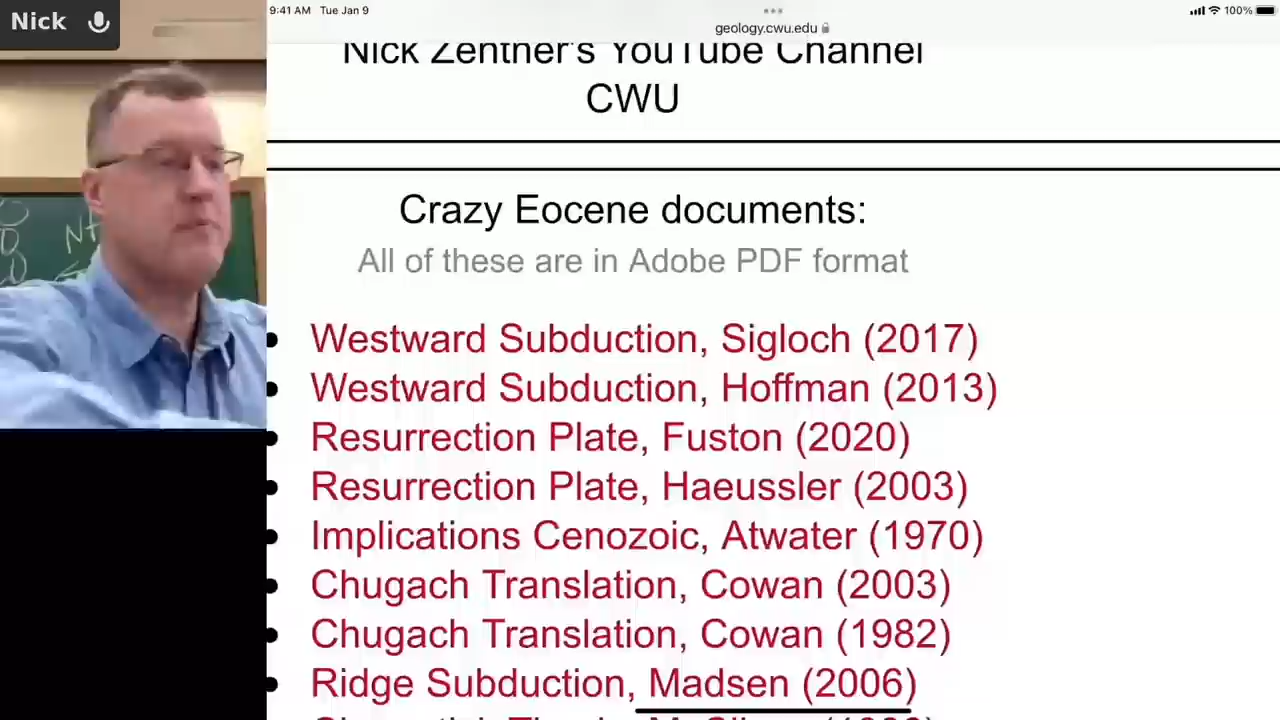 Nick
9:41 AM Tue Jan 9
100%
geology.cwu.edu
Nick Zentner's YouTube Channel
CWU
Crazy Eocene documents:
All of these are in Adobe PDF format
Westward Subduction, Sigloch (2017)
Westward Subduction, Hoffman (2013)
Resurrection Plate, Fuston (2020)
Resurrection Plate, Haeussler (2003)
Implications Cenozoic, Atwater (1970)
Chugach Translation, Cowan (2003)
Chugach Translation, Cowan (1982)
Ridge Subduction, Madsen (2006)